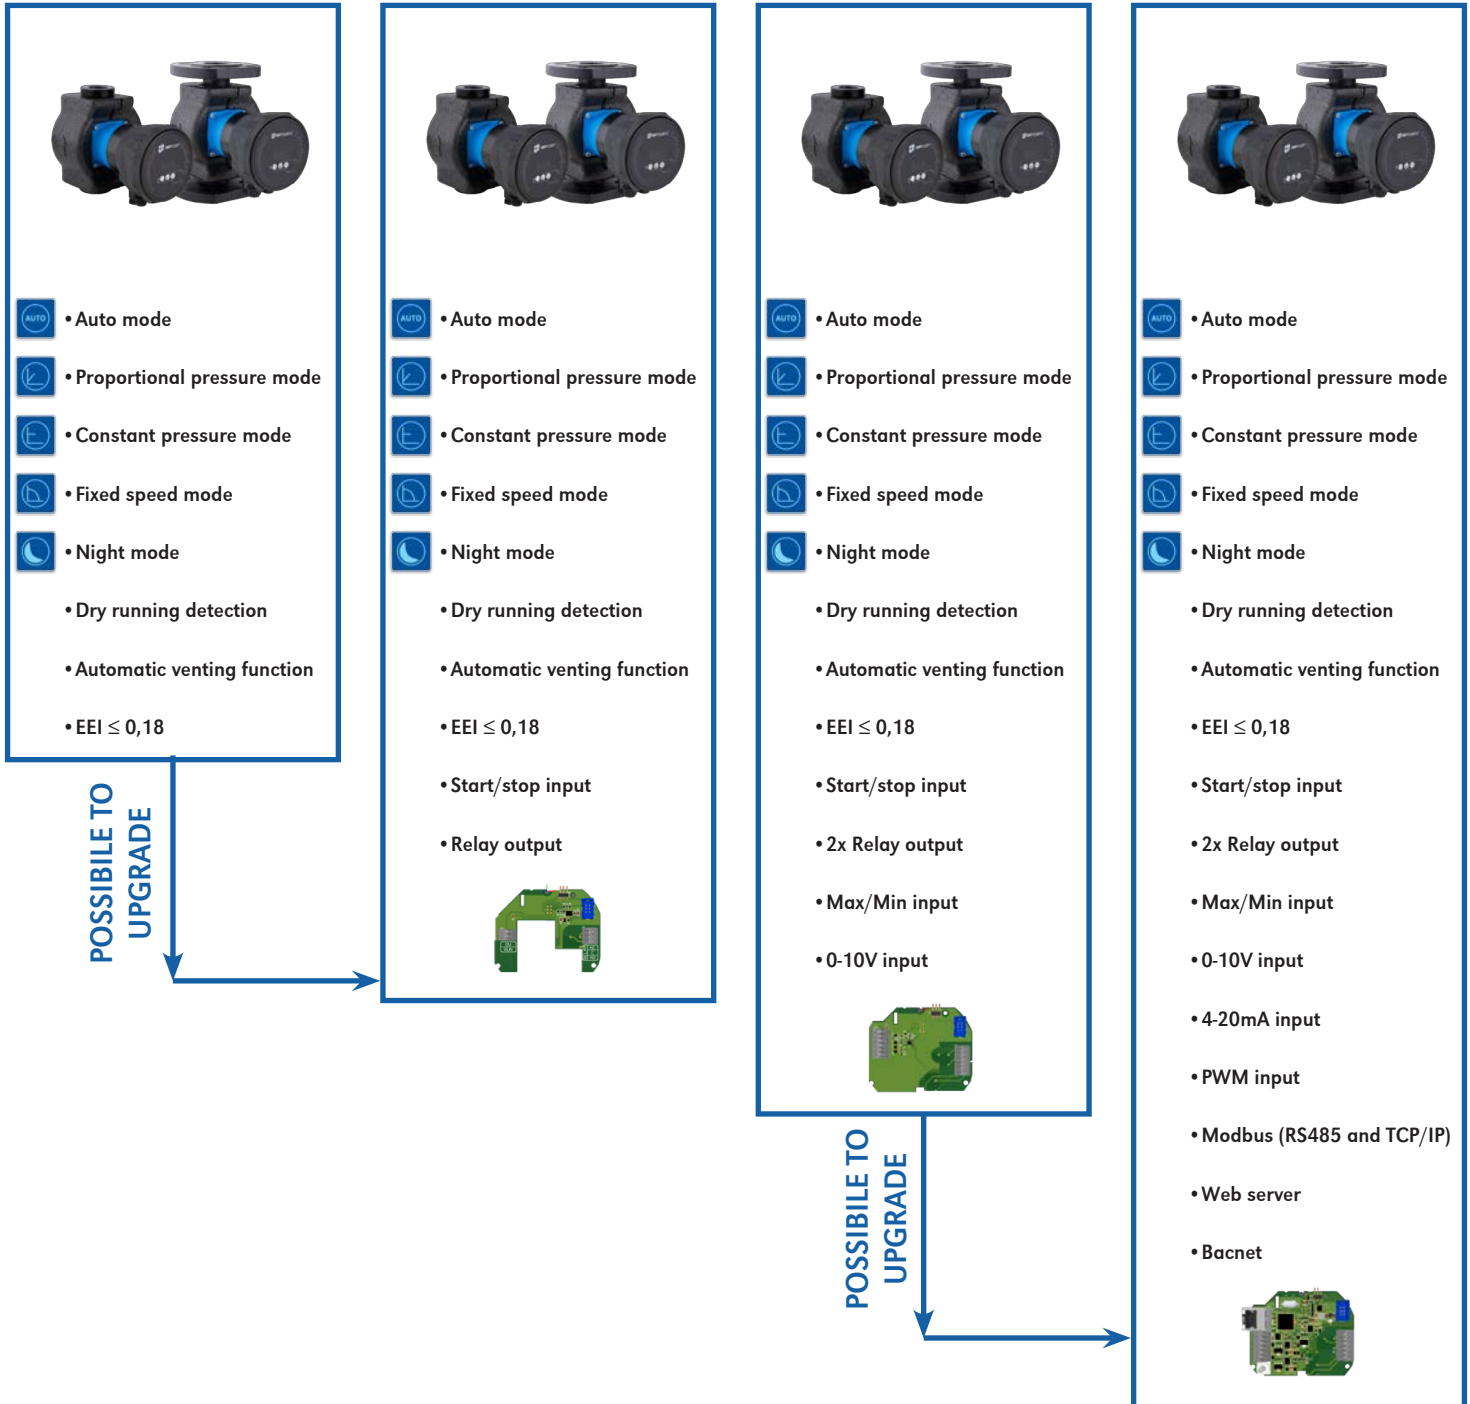 • Auto mode
• Proportional pressure mode
• Constant pressure mode
• Fixed speed mode
• Night mode
• Dry running detection
• Automatic venting function
• EEI ≤ 0,18
POSSIBILE TO
UPGRADE
• Auto mode
• Proportional pressure mode
• Constant pressure mode
• Fixed speed mode
• Night mode
• Dry running detection
• Automatic venting function
• EEI ≤ 0,18
• Start/stop input
• Relay output
• Auto mode
• Proportional pressure mode
• Constant pressure mode
• Fixed speed mode
• Night mode
• Dry running detection
• Automatic venting function
• EEI ≤ 0,18
• Start/stop input
• 2x Relay output
• Max/Min input
• 0-10V input
POSSIBILE TO
UPGRADE
• Auto mode
• Proportional pressure mode
• Constant pressure mode
• Fixed speed mode
• Night mode
• Dry running detection
• Automatic venting function
• EEI ≤ 0,18
• Start/stop input
• 2x Relay output
• Max/Min input
• 0-10V input
• 4-20mA input
• PWM input
• Modbus (RS485 and TCP/IP)
• Web server
• Bacnet
AUTO
AUTO
AUTO
AUTO